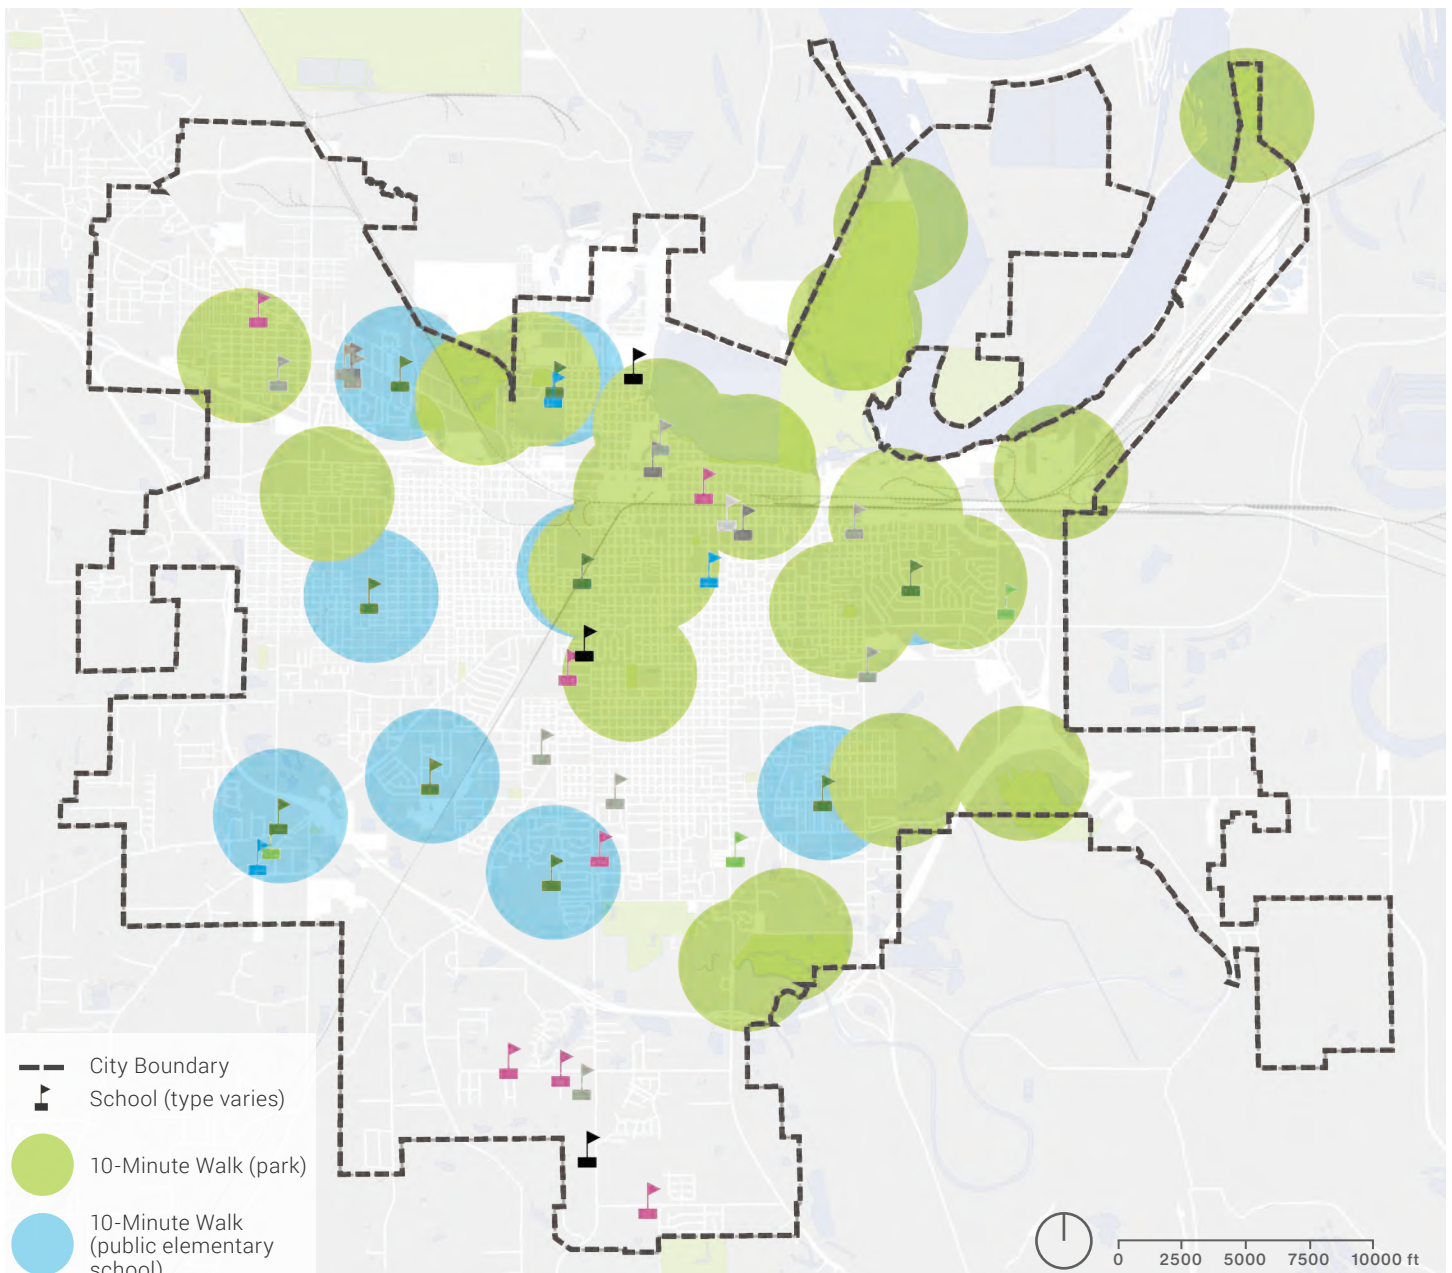 City Boundary
School (type varies)
10-Minute Walk (park)
10-Minute Walk
(public elementary
school)
0 2500 5000 7500 10000 ft